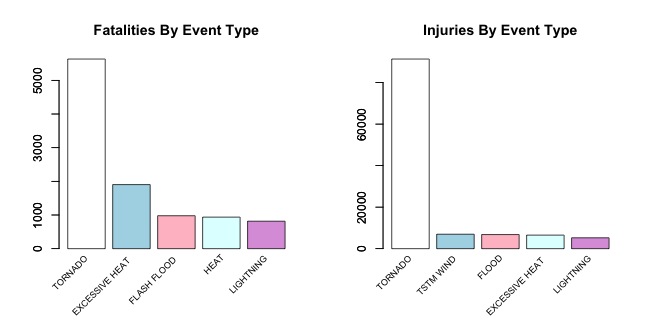 Fatalities By Event Type
5000
3000
1000
0
TORNADO
EXCESSIVE HEAT
FLASH FLOOD
HEAT
LIGHTNING
Injuries By Event Type
60000
20000
0
TORNADO
TSTM WIND
FLOOD
EXCESSIVE HEAT
LIGHTNING